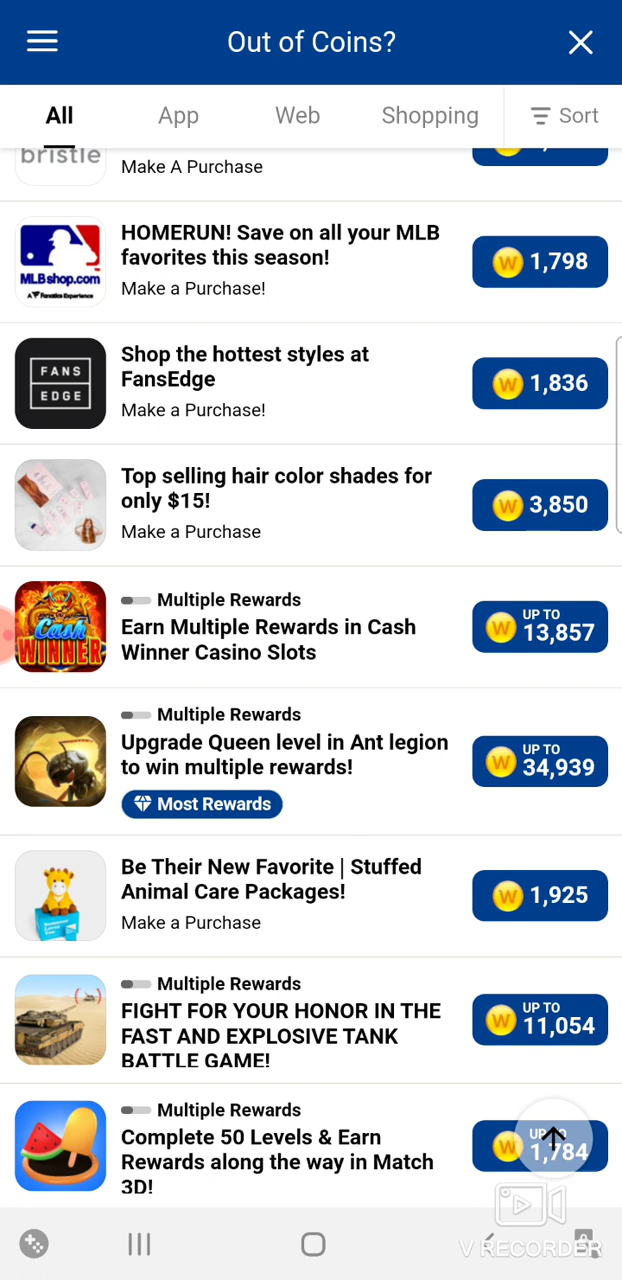 Out of Coins?
All
App
Web
Shopping
Sort
bristle
Make A Purchase
MLBshop.com
A Fanatics Experience
HOMERUN! Save on all your MLB
favorites this season!
Make a Purchase!
1,798
FANS
EDGE
Shop the hottest styles at
FansEdge
Make a Purchase!
1,836
Top selling hair color shades for
only $15!
Make a Purchase
3,850
Cash
WINNER
Multiple Rewards
Earn Multiple Rewards in Cash
Winner Casino Slots
UP TO
13,857
Multiple Rewards
Upgrade Queen level in Ant legion
to win multiple rewards!
Most Rewards
UP TO
34,939
Be Their New Favorite | Stuffed
Animal Care Packages!
Make a Purchase
1,925
Multiple Rewards
FIGHT FOR YOUR HONOR IN THE
FAST AND EXPLOSIVE TANK
BATTLE GAME!
UP TO
11,054
Multiple Rewards
Complete 50 Levels & Earn
Rewards along the way in Match
3D!
UP TO
1,784
V RECORDER